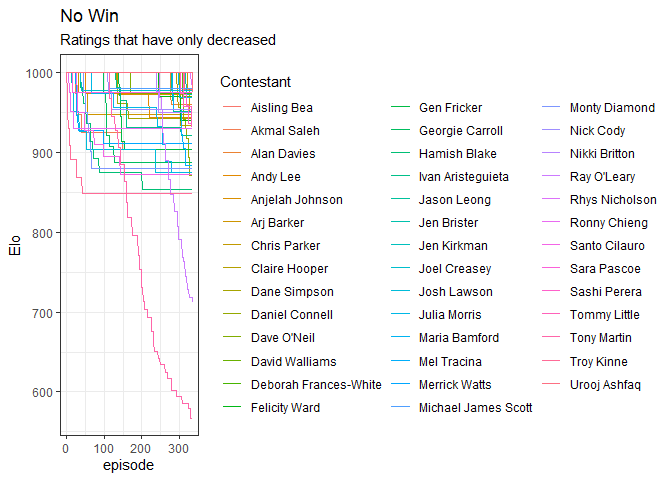 No Win
Ratings that have only decreased
Elo
1000
900
800
700
600
0
100
200
300
episode
Contestant
Aisling Bea
Akmal Saleh
Alan Davies
Andy Lee
Anjelah Johnson
Arj Barker
Chris Parker
Claire Hooper
Dane Simpson
Daniel Connell
Dave O'Neil
David Walliams
Deborah Frances-White
Felicity Ward
Gen Fricker
Georgie Carroll
Hamish Blake
Ivan Aristeguieta
Jason Leong
Jen Brister
Jen Kirkman
Joel Creasey
Josh Lawson
Julia Morris
Maria Bamford
Mel Tracina
Merrick Watts
Michael James Scott
Monty Diamond
Nick Cody
Nikki Britton
Ray O'Leary
Rhys Nicholson
Ronny Chieng
Santo Cilauro
Sara Pascoe
Sashi Perera
Tommy Little
Tony Martin
Troy Kinne
Urooj Ashfaq